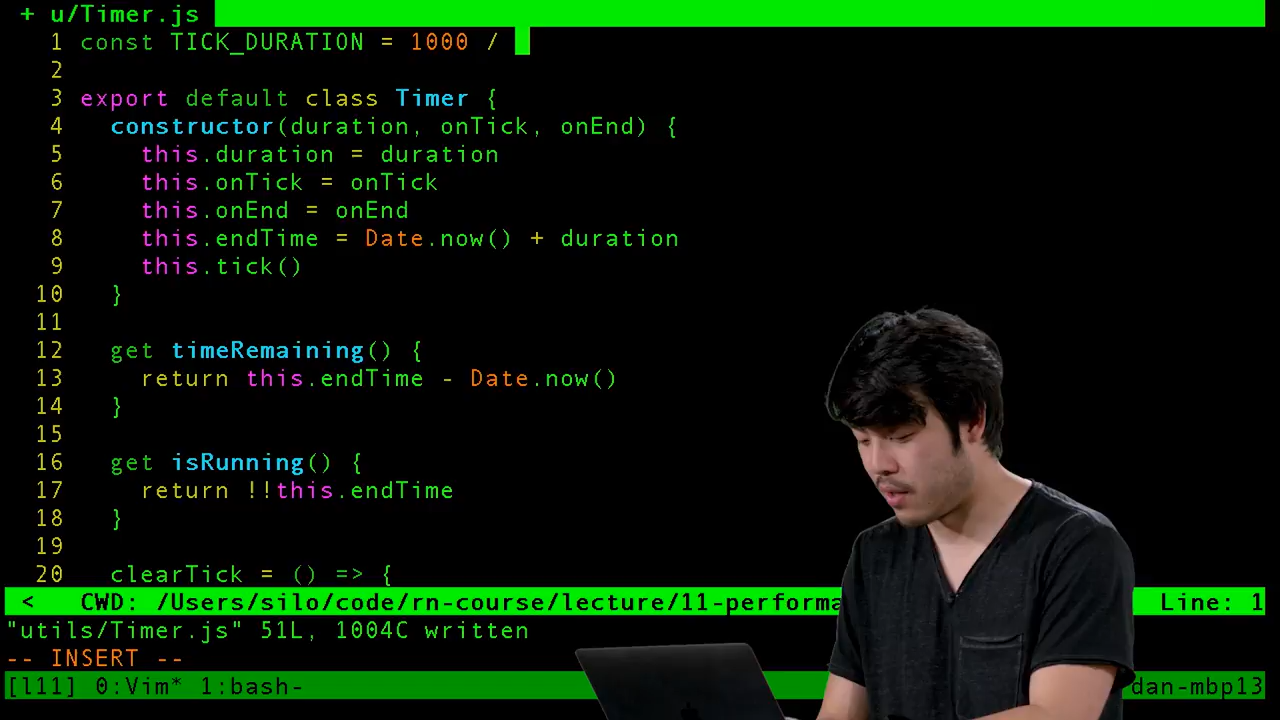 + u/Timer.js
1 const TICK_DURATION = 1000 /
2
3 export default class Timer {
4   constructor(duration, onTick, onEnd) {
5     this.duration = duration
6     this.onTick = onTick
7     this.onEnd = onEnd
8     this.endTime = Date.now() + duration
9     this.tick()
10   }
11
12   get timeRemaining() {
13     return this.endTime - Date.now()
14   }
15
16   get isRunning() {
17     return !!this.endTime
18   }
19
20   clearTick = () => {
< CWD: /Users/silo/code/rn-course/lecture/11-performa Line: 1
"utils/Timer.js" 51L, 1004C written
-- INSERT --
[l11] 0:Vim* 1:bash- dan-mbp13